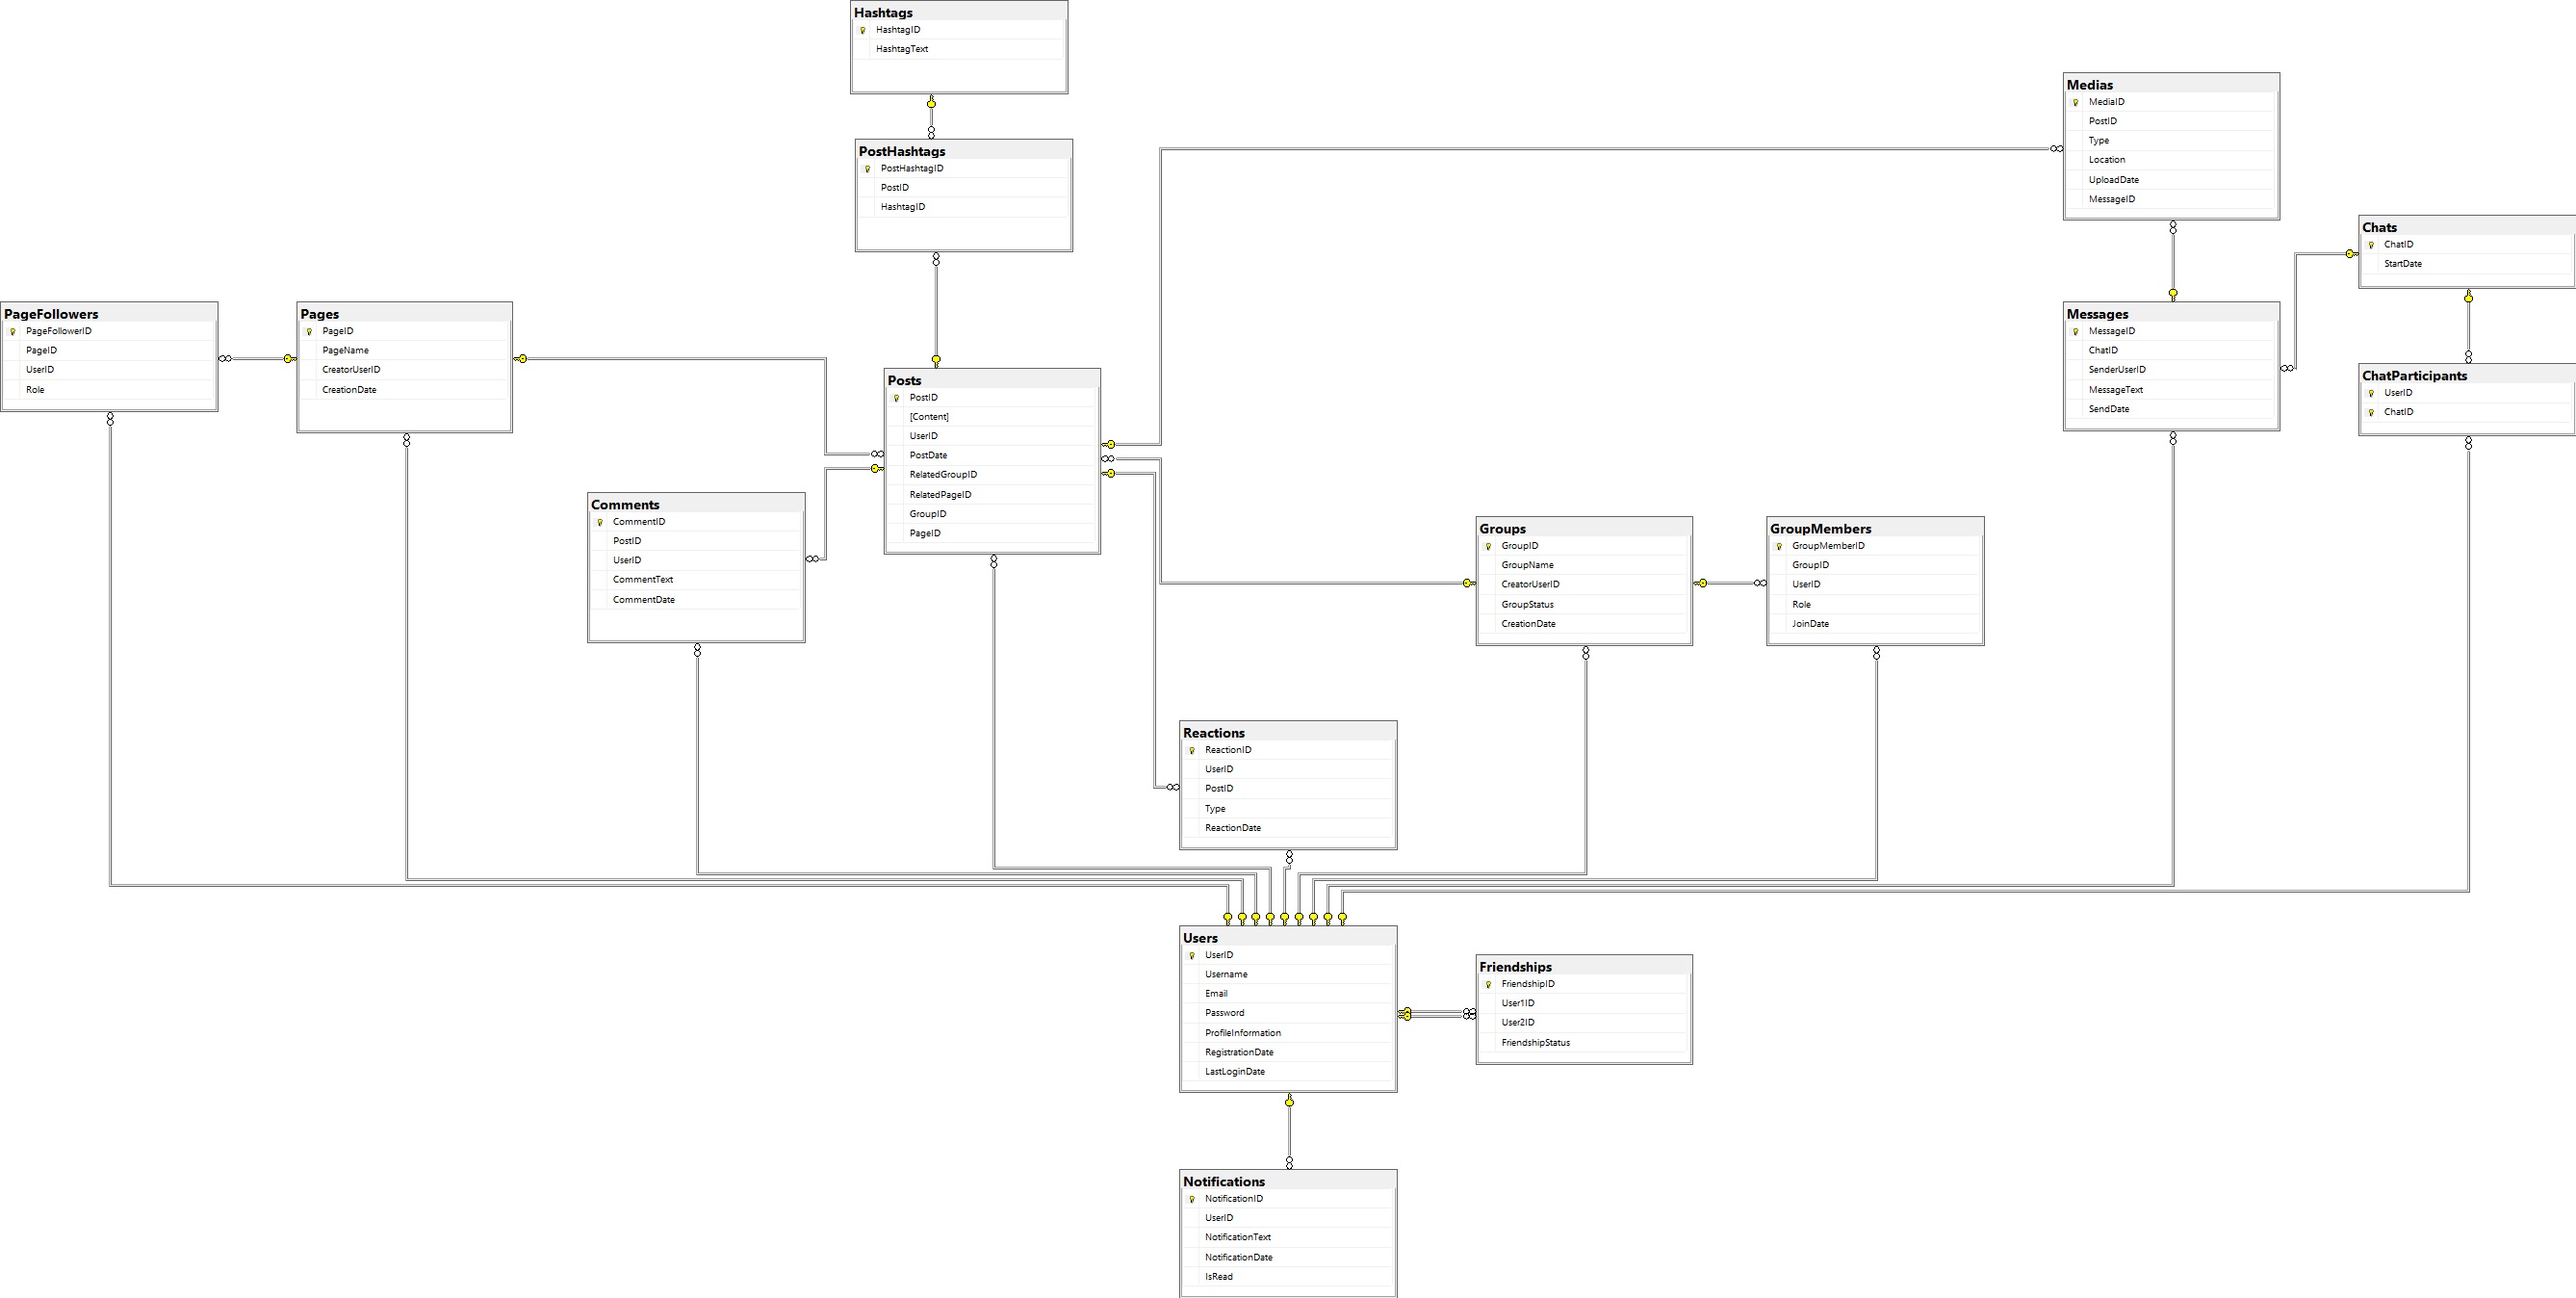 Hashtags
HashtagID
HashtagText
PostHashtags
PostHashtagID
PostID
HashtagID
Medias
MediaID
PostID
Type
Location
UploadDate
MessageID
Chats
ChatID
StartDate
PageFollowers
PageFollowerID
PageID
UserID
Role
Pages
PageID
PageName
CreatorUserID
CreationDate
Messages
MessageID
ChatID
SenderUserID
MessageText
SendDate
ChatParticipants
UserID
ChatID
Posts
PostID
[Content]
UserID
PostDate
RelatedGroupID
RelatedPageID
GroupID
PageID
Comments
CommentID
PostID
UserID
CommentText
CommentDate
Groups
GroupID
GroupName
CreatorUserID
GroupStatus
CreationDate
GroupMembers
GroupMemberID
GroupID
UserID
Role
JoinDate
Reactions
ReactionID
UserID
PostID
Type
ReactionDate
Users
UserID
Username
Email
Password
ProfileInformation
RegistrationDate
LastLoginDate
Friendships
FriendshipID
User1ID
User2ID
FriendshipStatus
Notifications
NotificationID
UserID
NotificationText
NotificationDate
IsRead